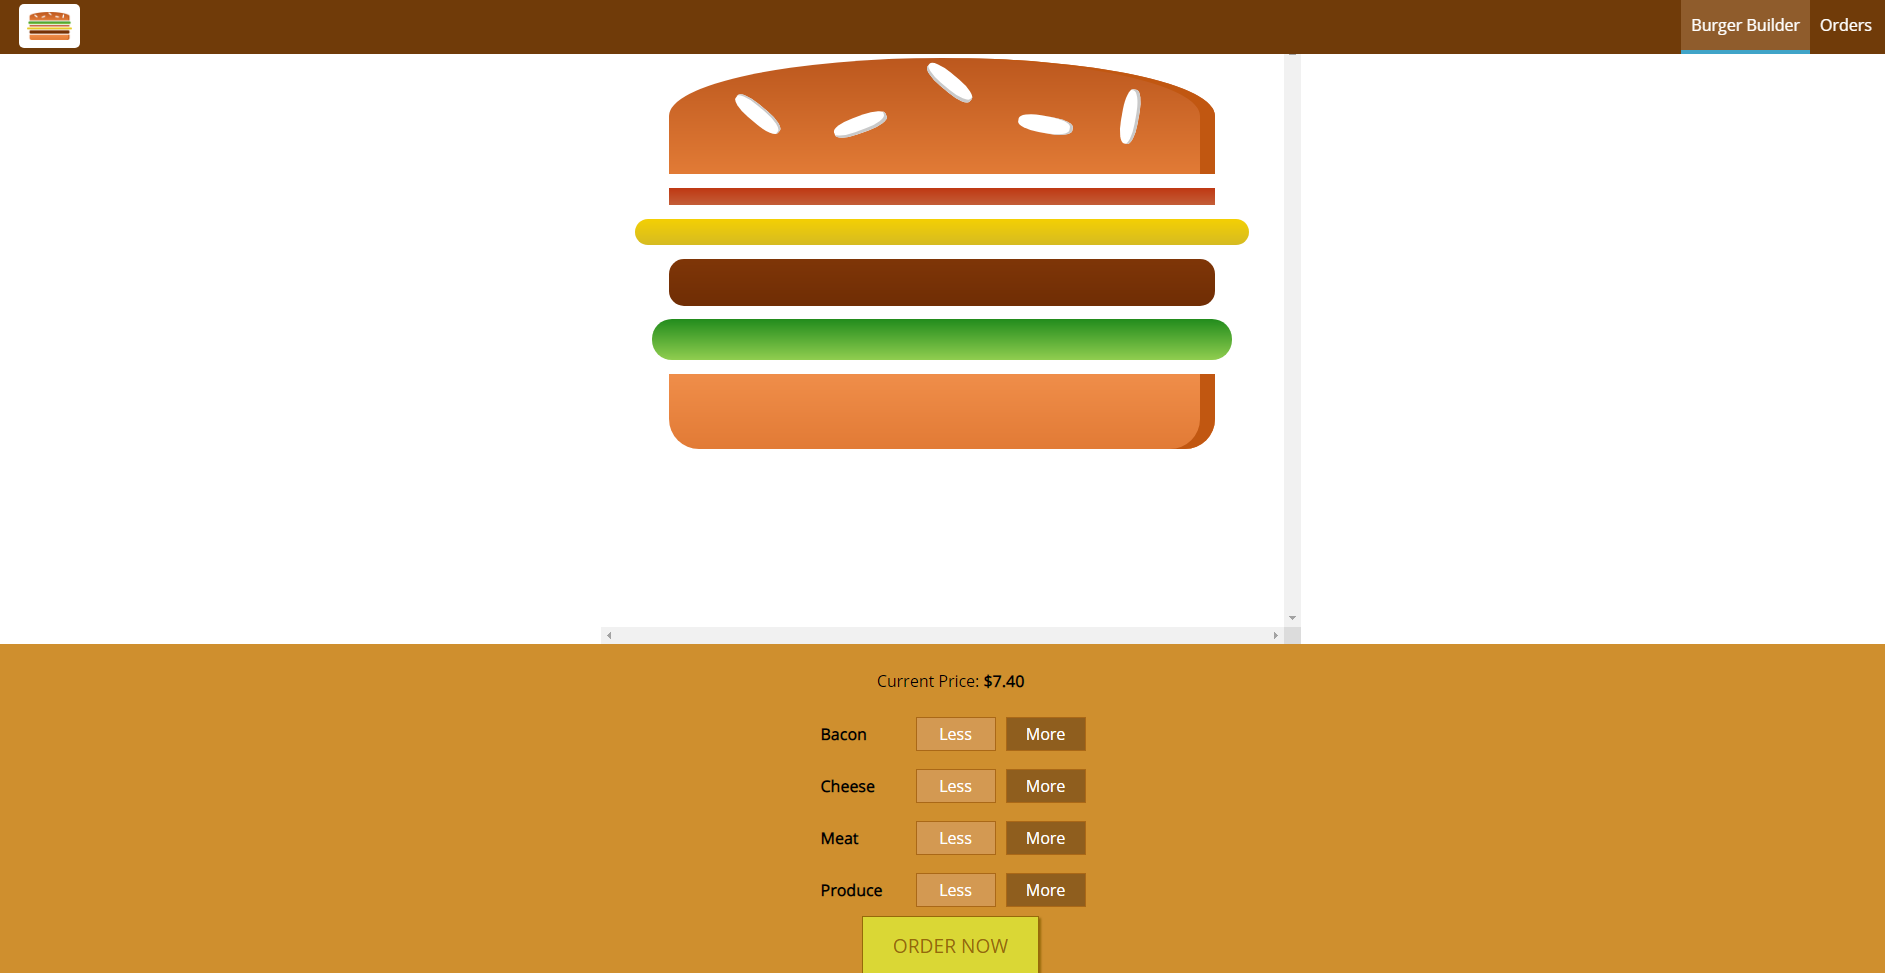 Burger Builder Orders
Current Price: $7.40
Bacon Less More
Cheese Less More
Meat Less More
Produce Less More
ORDER NOW